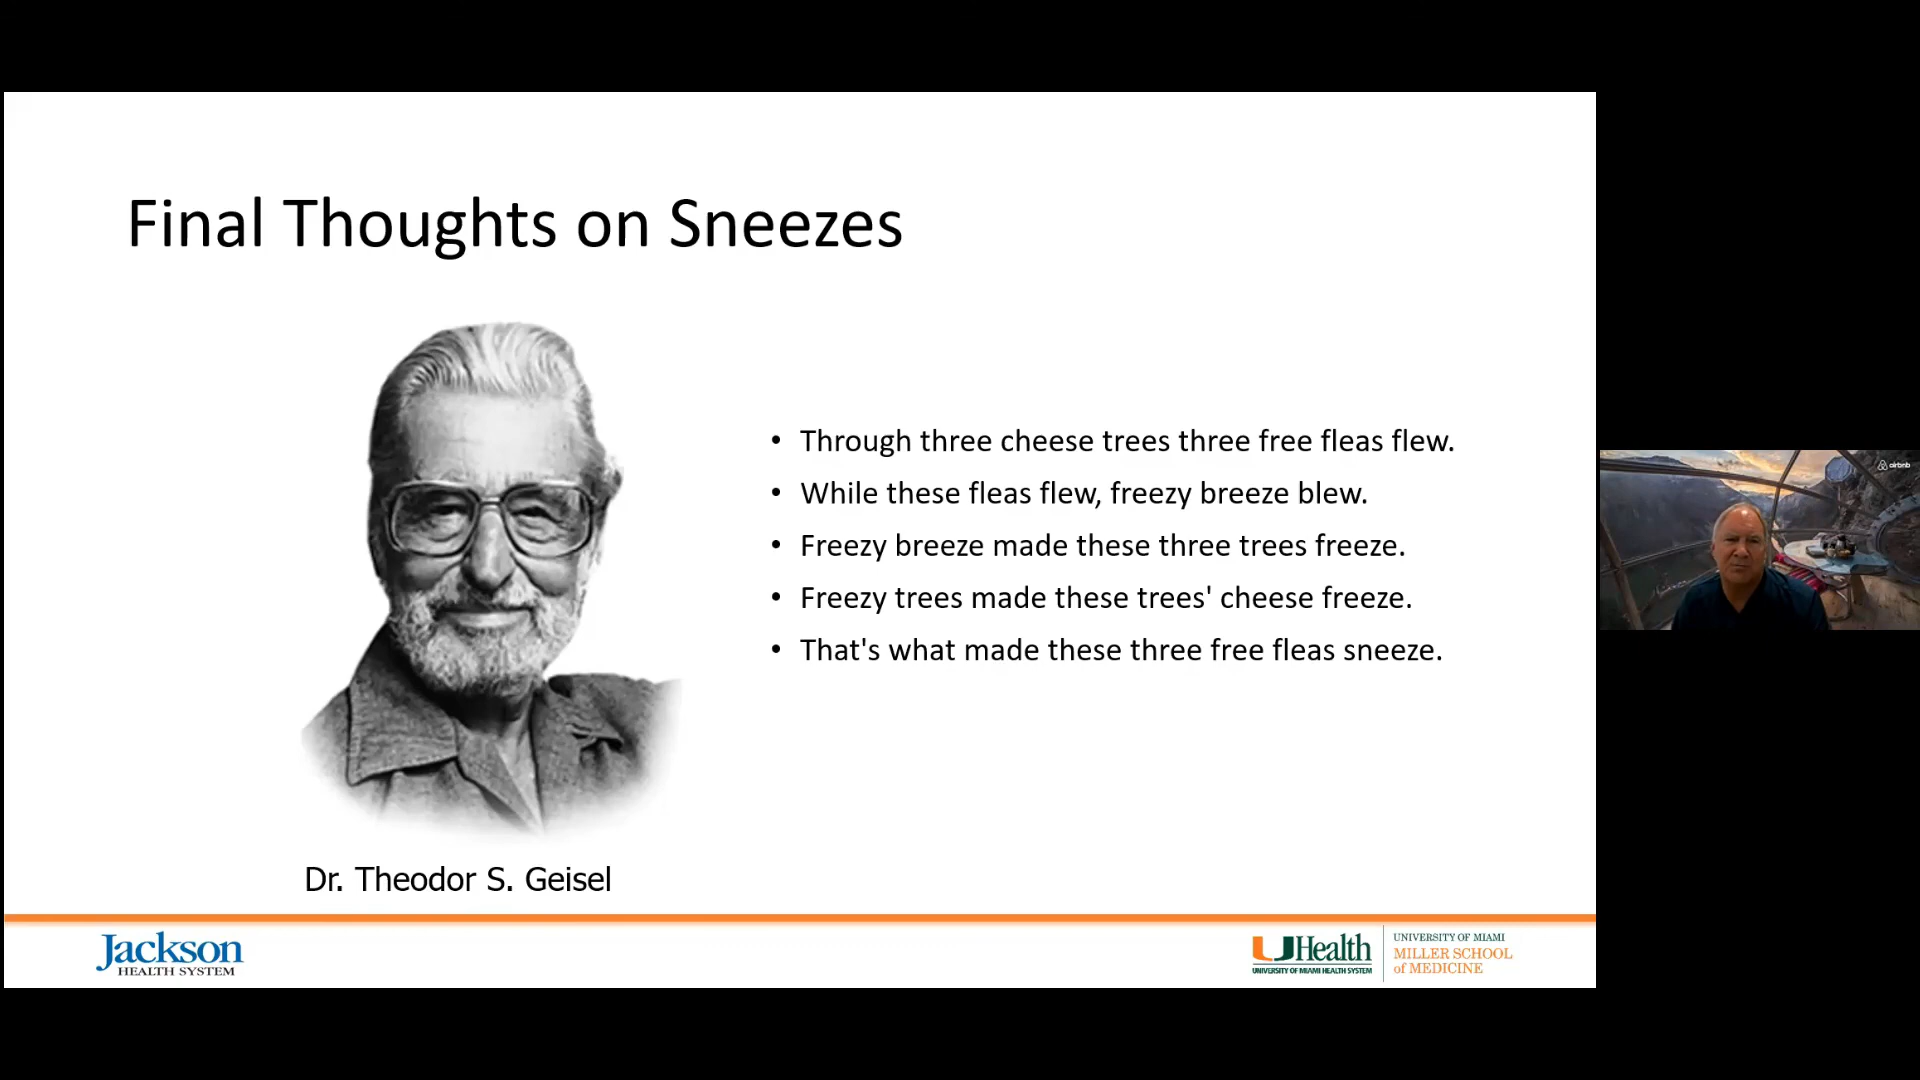 Final Thoughts on Sneezes
• Through three cheese trees three free fleas flew.
• While these fleas flew, freezy breeze blew.
• Freezy breeze made these three trees freeze.
• Freezy trees made these trees' cheese freeze.
• That's what made these three free fleas sneeze.
Dr. Theodor S. Geisel
Jackson
HEALTH SYSTEM
UHealth
UNIVERSITY OF MIAMI HEALTH SYSTEM
UNIVERSITY OF MIAMI
MILLER SCHOOL
of MEDICINE
airbnb